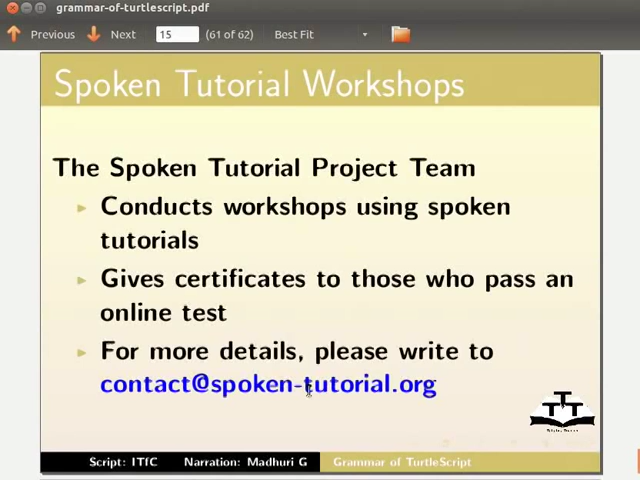 grammar-of-turtlescript.pdf
Previous Next 15 (61 of 62) Best Fit
Spoken Tutorial Workshops
The Spoken Tutorial Project Team
Conducts workshops using spoken
tutorials
Gives certificates to those who pass an
online test
For more details, please write to
contact@spoken-tutorial.org
Script: ITfC Narration: Madhuri G Grammar of TurtleScript